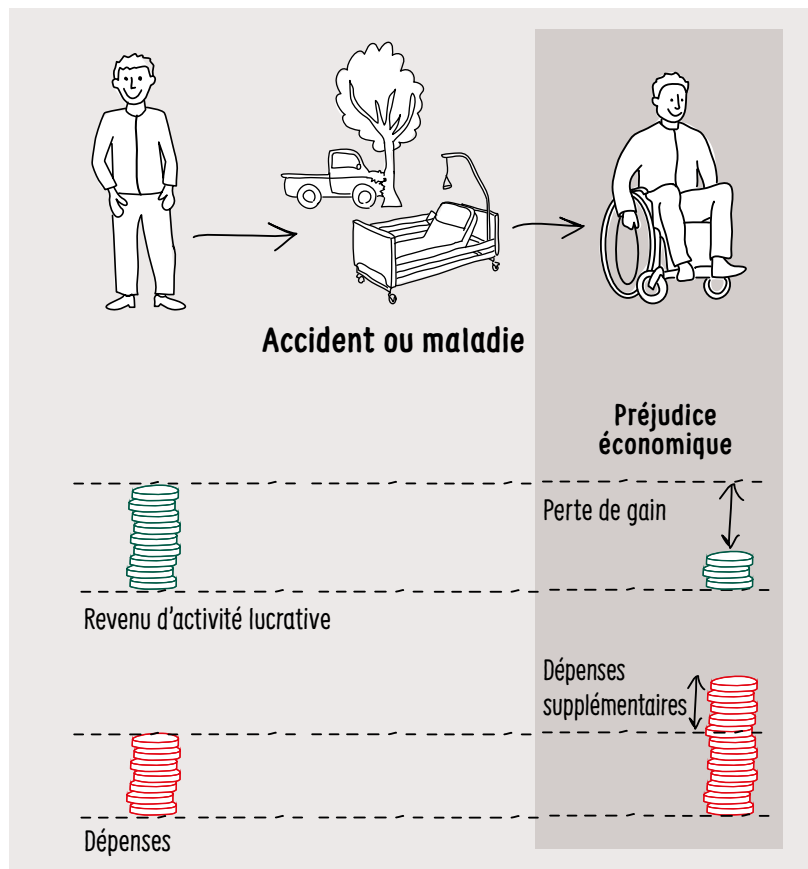 Accident ou maladie
Préjudice
économique
Perte de gain
Revenu d'activité lucrative
Dépenses
supplémentaires
Dépenses